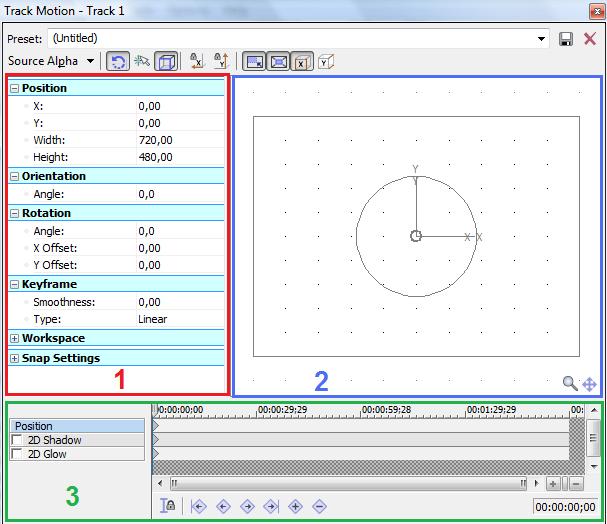 Track Motion - Track 1
Preset: (Untitled)
Source Alpha
Position
X: 0,00
Y: 0,00
Width: 720,00
Height: 480,00
Orientation
Angle: 0,0
Rotation
Angle: 0,0
X Offset: 0,00
Y Offset: 0,00
Keyframe
Smoothness: 0,00
Type: Linear
Workspace
Snap Settings
1
Y
Y
X X
2
00:00:00;00 00:00:29;29 00:00:59;28 00:01:29;29 00:
Position
2D Shadow
2D Glow
3
00:00:00;00